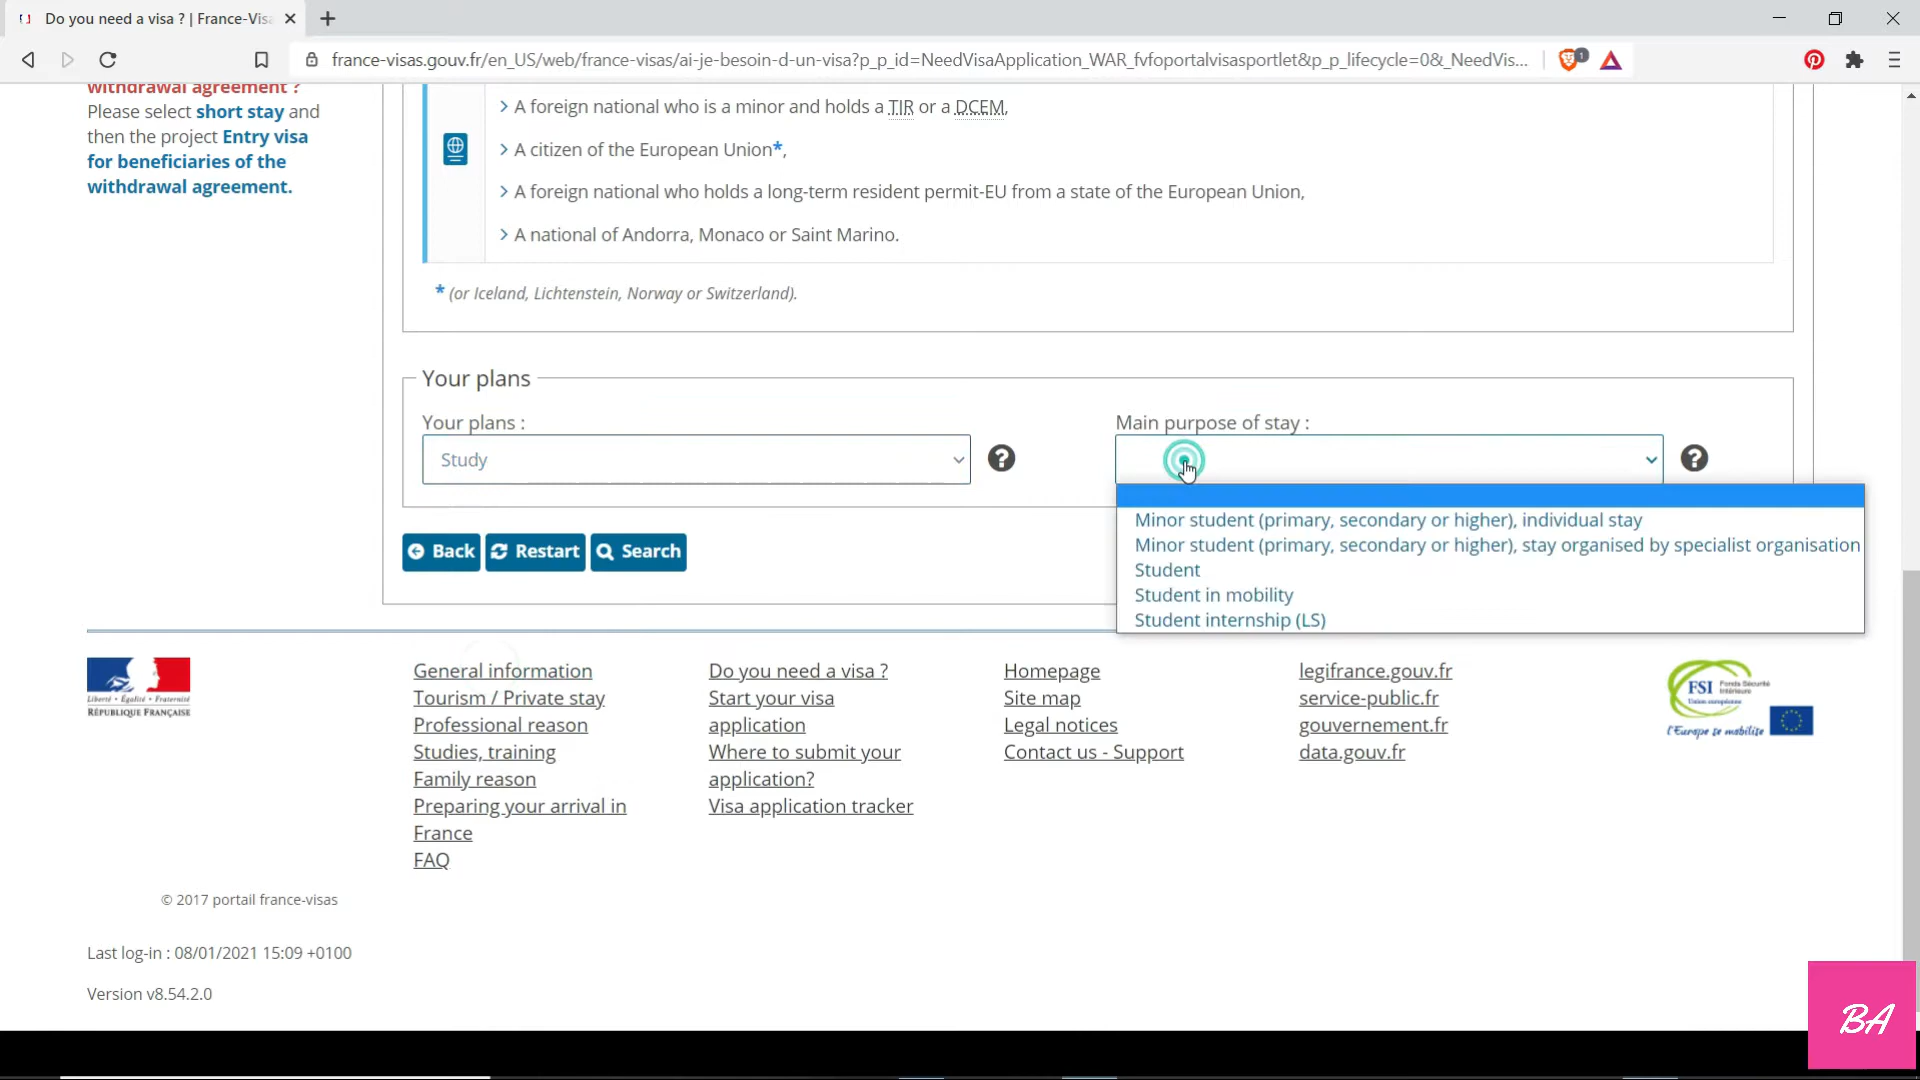 Do you need a visa ? | France-Visa
france-visas.gouv.fr/en_US/web/france-visas/ai-je-besoin-d-un-visa?p_p_id=NeedVisaApplication_WAR_fvfoportalvisasportlet&p_p_lifecycle=0&_NeedVis...
1
withdrawal agreement ?
Please select short stay and
then the project Entry visa
for beneficiaries of the
withdrawal agreement.
> A foreign national who is a minor and holds a TIR or a DCEM,
> A citizen of the European Union*,
> A foreign national who holds a long-term resident permit-EU from a state of the European Union,
> A national of Andorra, Monaco or Saint Marino.
* (or Iceland, Lichtenstein, Norway or Switzerland).
Your plans
Your plans :
Study
?
Main purpose of stay :
?
Minor student (primary, secondary or higher), individual stay
Minor student (primary, secondary or higher), stay organised by specialist organisation
Student
Student in mobility
Student internship (LS)
Back
Restart
Search
Liberté • Égalité • Fraternité
RÉPUBLIQUE FRANÇAISE
General information
Tourism / Private stay
Professional reason
Studies, training
Family reason
Preparing your arrival in
France
FAQ
Do you need a visa ?
Start your visa
application
Where to submit your
application?
Visa application tracker
Homepage
Site map
Legal notices
Contact us - Support
legifrance.gouv.fr
service-public.fr
gouvernement.fr
data.gouv.fr
FSI
Fonds Sécurité
Intérieure
Union européenne
l'Europe se mobilise
© 2017 portail france-visas
Last log-in : 08/01/2021 15:09 +0100
Version v8.54.2.0
BA